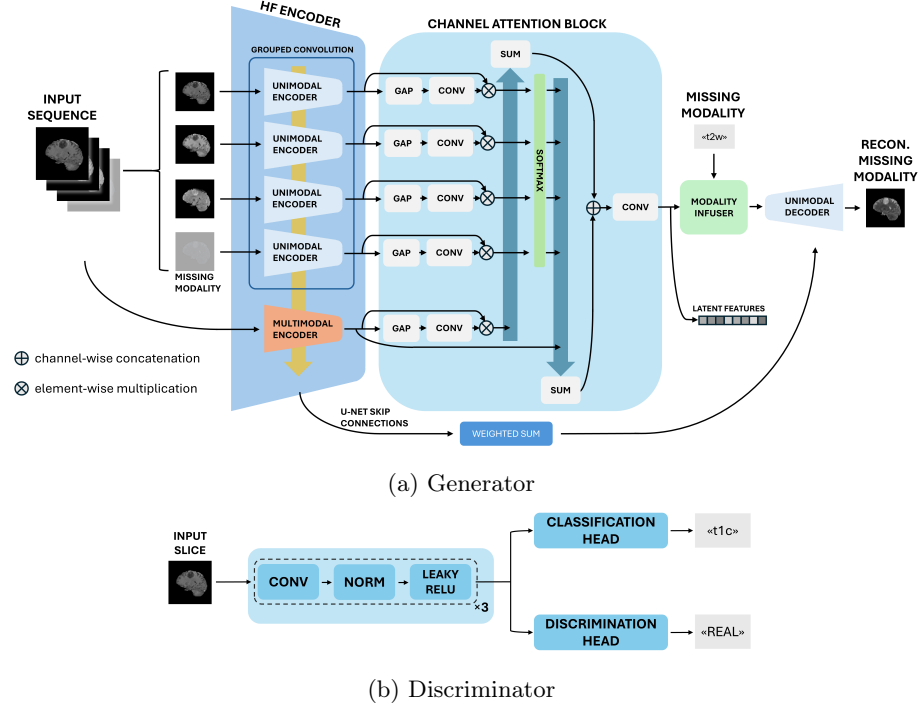 HF ENCODER
CHANNEL ATTENTION BLOCK
GROUPED CONVOLUTION
INPUT
SEQUENCE
UNIMODAL
ENCODER
GAP
CONV
SUM
UNIMODAL
ENCODER
GAP
CONV
UNIMODAL
ENCODER
GAP
CONV
UNIMODAL
ENCODER
GAP
CONV
SOFTMAX
MISSING
MODALITY
MULTIMODAL
ENCODER
GAP
CONV
SUM
CONV
MISSING
MODALITY
«t2w»
MODALITY
INFUSER
UNIMODAL
DECODER
RECON.
MISSING
MODALITY
LATENT FEATURES
channel-wise concatenation
element-wise multiplication
U-NET SKIP
CONNECTIONS
WEIGHTED SUM
(a) Generator
INPUT
SLICE
CONV
NORM
LEAKY
RELU
×3
CLASSIFICATION
HEAD
«t1c»
DISCRIMINATION
HEAD
«REAL»
(b) Discriminator